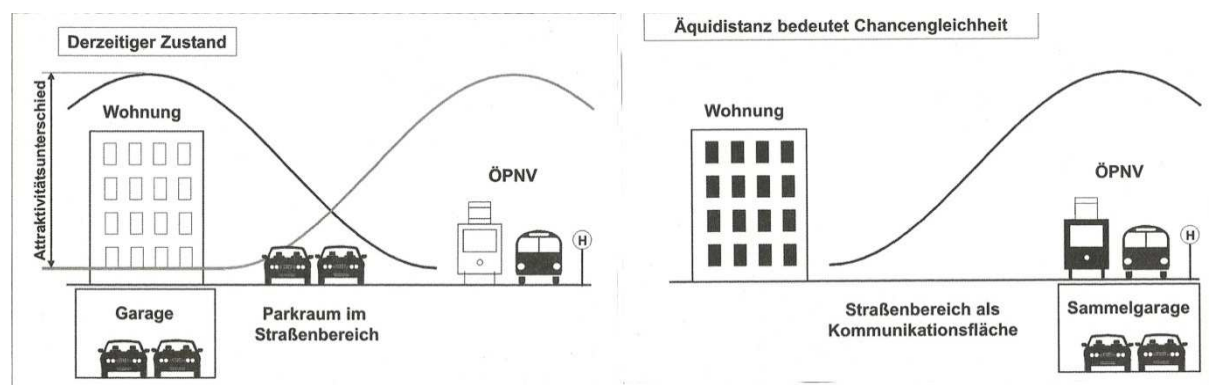 Derzeitiger Zustand
Attraktivitätsunterschied
Wohnung
ÖPNV
H
Garage
Parkraum im
Straßenbereich
Äquidistanz bedeutet Chancengleichheit
Wohnung
ÖPNV
H
Straßenbereich als
Kommunikationsfläche
Sammelgarage